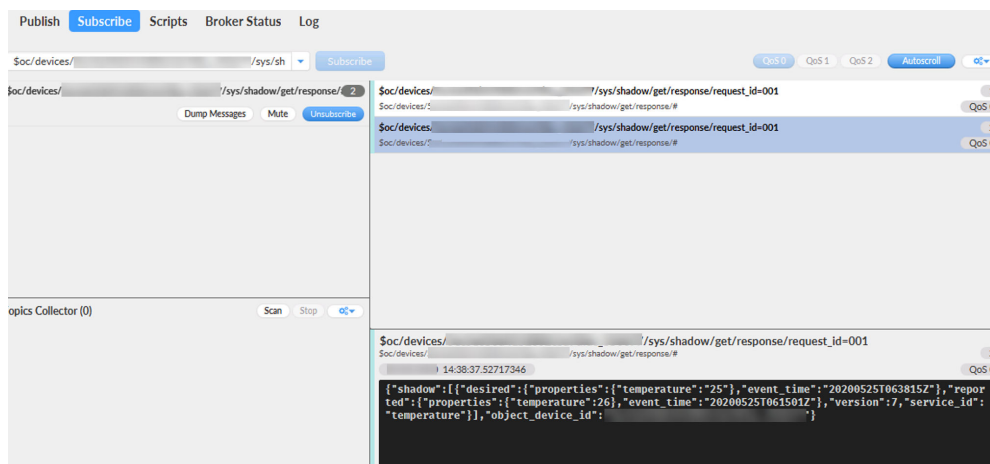 Publish Subscribe Scripts Broker Status Log
$oc/devices/ /sys/sh Subscribe QoS 0 QoS 1 QoS 2 Autoscroll
$oc/devices/ '/sys/shadow/get/response/ 2
Dump Messages Mute Unsubscribe
$oc/devices/ '/sys/shadow/get/response/request_id=001
$oc/devices/ /sys/shadow/get/response/# QoS
$oc/devices/ /sys/shadow/get/response/request_id=001
$oc/devices/ /sys/shadow/get/response/# QoS
opics Collector (0) Scan Stop
$oc/devices/ /sys/shadow/get/response/request_id=001
$oc/devices/ /sys/shadow/get/response/#
14:38:37.52717346 QoS
{"shadow":[{"desired":{"properties":{"temperature":"25"},"event_time":"20200525T063815Z"},"repor
ted":{"properties":{"temperature":26},"event_time":"20200525T061501Z"},"version":7,"service_id":
"temperature"}],"object_device_id": "}